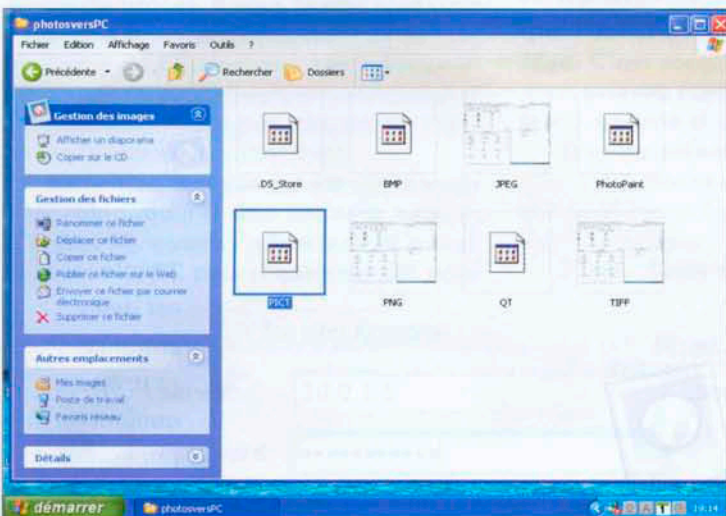 photosversPC
Fichier Edition Affichage Favoris Outils ?
Précédente Rechercher Dossiers
Gestion des images
Afficher un diaporama
Copier sur le CD
Gestion des fichiers
Renommer ce fichier
Déplacer ce fichier
Copier ce fichier
Publier ce fichier sur le Web
Envoyer ce fichier par courrier
électronique
Supprimer ce fichier
Autres emplacements
Mes images
Poste de travail
Favoris réseau
Détails
.DS_Store BMP JPEG PhotoPaint
PICT PNG QT TIFF
démarrer photosversPC 19:14